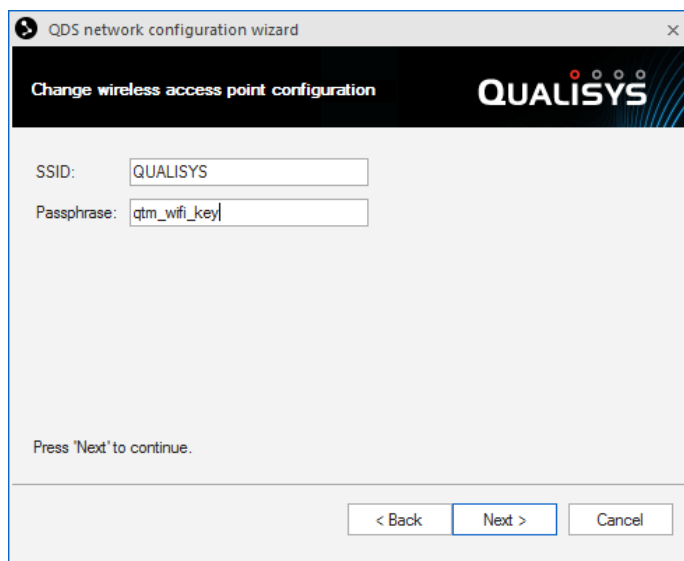 QDS network configuration wizard
Change wireless access point configuration
QUALISYS
SSID: QUALISYS
Passphrase: qtm_wifi_key
Press 'Next' to continue.
< Back Next > Cancel